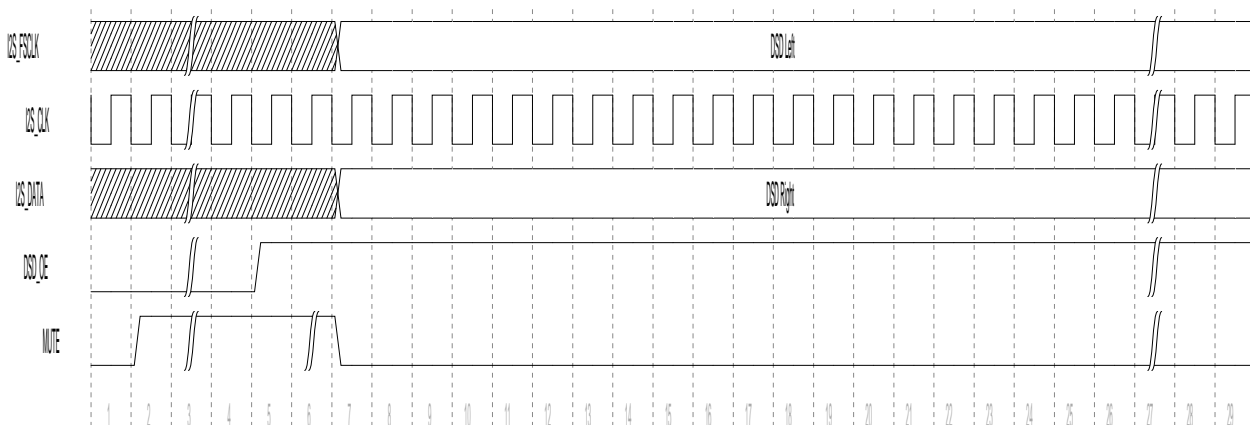 I2S_FSCLK
DSD Left
I2S_CLK
I2S_DATA
DSD Right
DSD_OE
MUTE
1 2 3 4 5 6 7 8 9 10 11 12 13 14 15 16 17 18 19 20 21 22 23 24 25 26 27 28 29